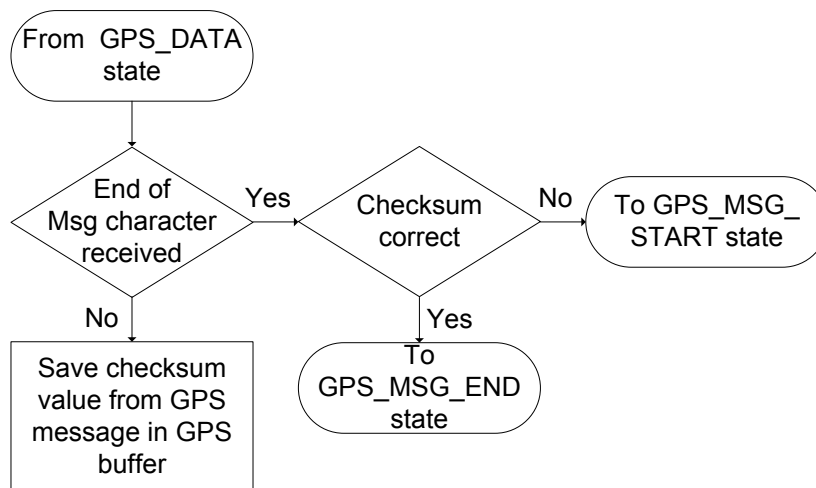 From  GPS_DATA
state
End of
Msg character
received
Yes
Checksum
correct
No
To GPS_MSG_
START state
No
Save checksum
value from GPS
message in GPS
buffer
Yes
To
GPS_MSG_END
state